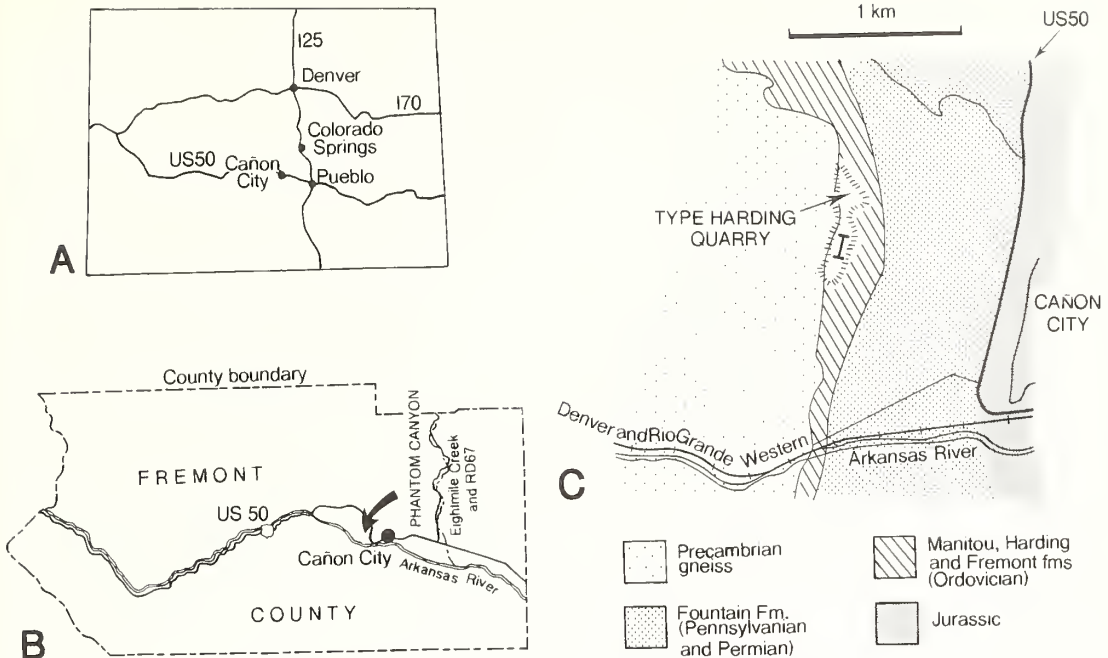 I25
Denver
I70
Colorado
Springs
US50
Cañon
City
Pueblo
A
County boundary
FREMONT
US 50
PHANTOM CANYON
Eightmile Creek
and RD67
Cañon City
Arkansas River
COUNTY
B
1 km
US50
TYPE HARDING
QUARRY
CAÑON
CITY
Denver and Rio Grande Western
Arkansas River
C
Precambrian
gneiss
Manitou, Harding
and Fremont fms
(Ordovician)
Fountain Fm.
(Pennsylvanian
and Permian)
Jurassic